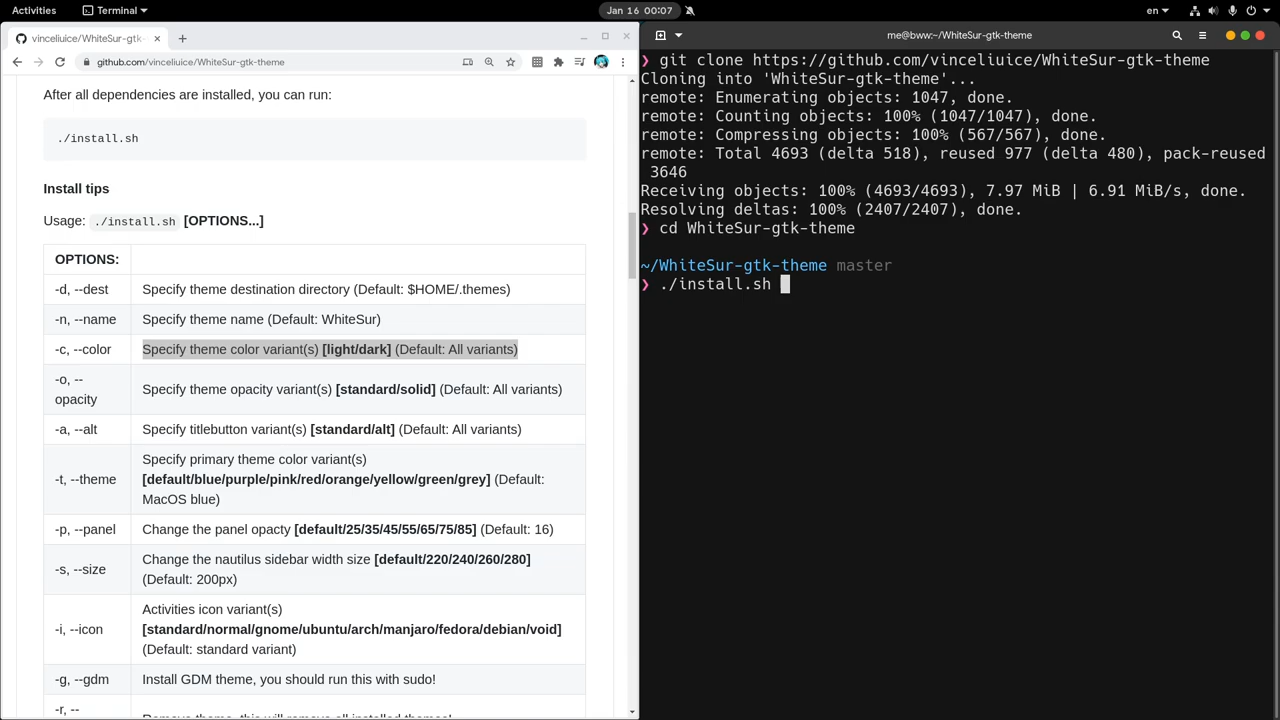 Activities
Terminal
Jan 16 00:07
en
vinceliuice/WhiteSur-gtk-
github.com/vinceliuice/WhiteSur-gtk-theme
After all dependencies are installed, you can run:
./install.sh
Install tips
Usage: ./install.sh [OPTIONS...]
OPTIONS:
-d, --dest Specify theme destination directory (Default: $HOME/.themes)
-n, --name Specify theme name (Default: WhiteSur)
-c, --color Specify theme color variant(s) [light/dark] (Default: All variants)
-o, --
opacity Specify theme opacity variant(s) [standard/solid] (Default: All variants)
-a, --alt Specify titlebutton variant(s) [standard/alt] (Default: All variants)
Specify primary theme color variant(s)
-t, --theme [default/blue/purple/pink/red/orange/yellow/green/grey] (Default:
MacOS blue)
-p, --panel Change the panel opacty [default/25/35/45/55/65/75/85] (Default: 16)
-s, --size Change the nautilus sidebar width size [default/220/240/260/280]
(Default: 200px)
Activities icon variant(s)
-i, --icon [standard/normal/gnome/ubuntu/arch/manjaro/fedora/debian/void]
(Default: standard variant)
-g, --gdm Install GDM theme, you should run this with sudo!
-r, --
Remove theme, this will remove all installed themes!
me@bww:~/WhiteSur-gtk-theme
❯ git clone https://github.com/vinceliuice/WhiteSur-gtk-theme
Cloning into 'WhiteSur-gtk-theme'...
remote: Enumerating objects: 1047, done.
remote: Counting objects: 100% (1047/1047), done.
remote: Compressing objects: 100% (567/567), done.
remote: Total 4693 (delta 518), reused 977 (delta 480), pack-reused
3646
Receiving objects: 100% (4693/4693), 7.97 MiB | 6.91 MiB/s, done.
Resolving deltas: 100% (2407/2407), done.
❯ cd WhiteSur-gtk-theme
~/WhiteSur-gtk-theme master
❯ ./install.sh